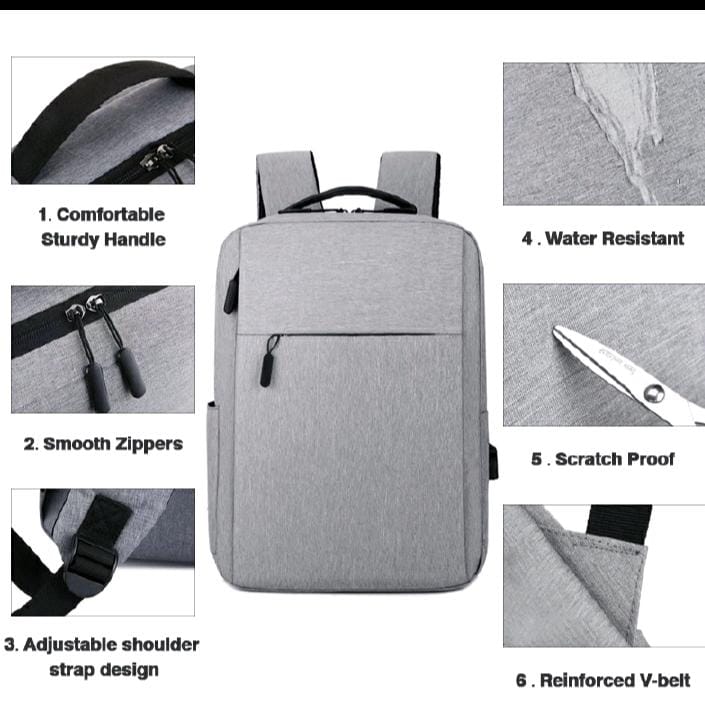 1. Comfortable
Sturdy Handle
2. Smooth Zippers
3. Adjustable shoulder
strap design
4 . Water Resistant
5 . Scratch Proof
6 . Reinforced V-belt